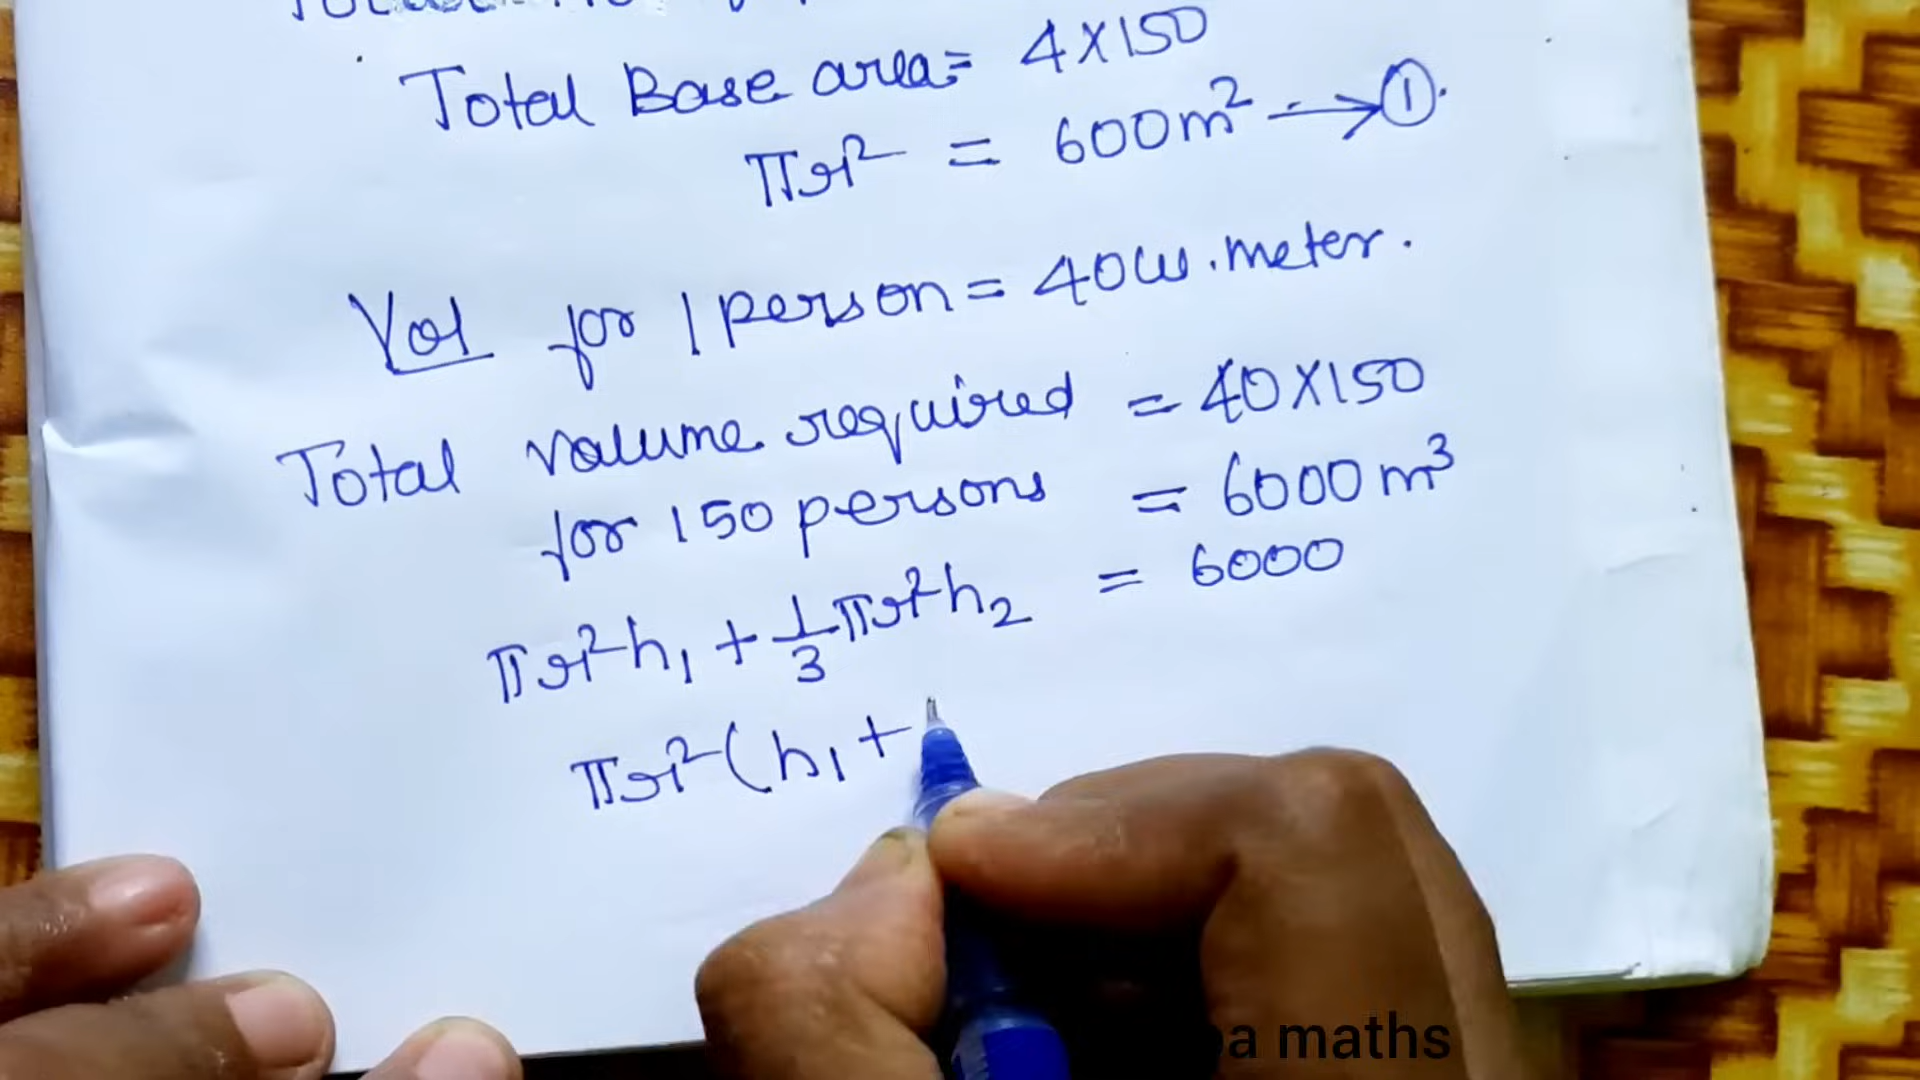 Total Base area = 4×150
πr² = 600m² → ①.
Vol for 1 person = 40cu.meter.
Total volume required = 40×150
for 150 persons = 6000 m³
πr²h₁ + 1/3 πr²h₂ = 6000
πr²(h₁ +
maths